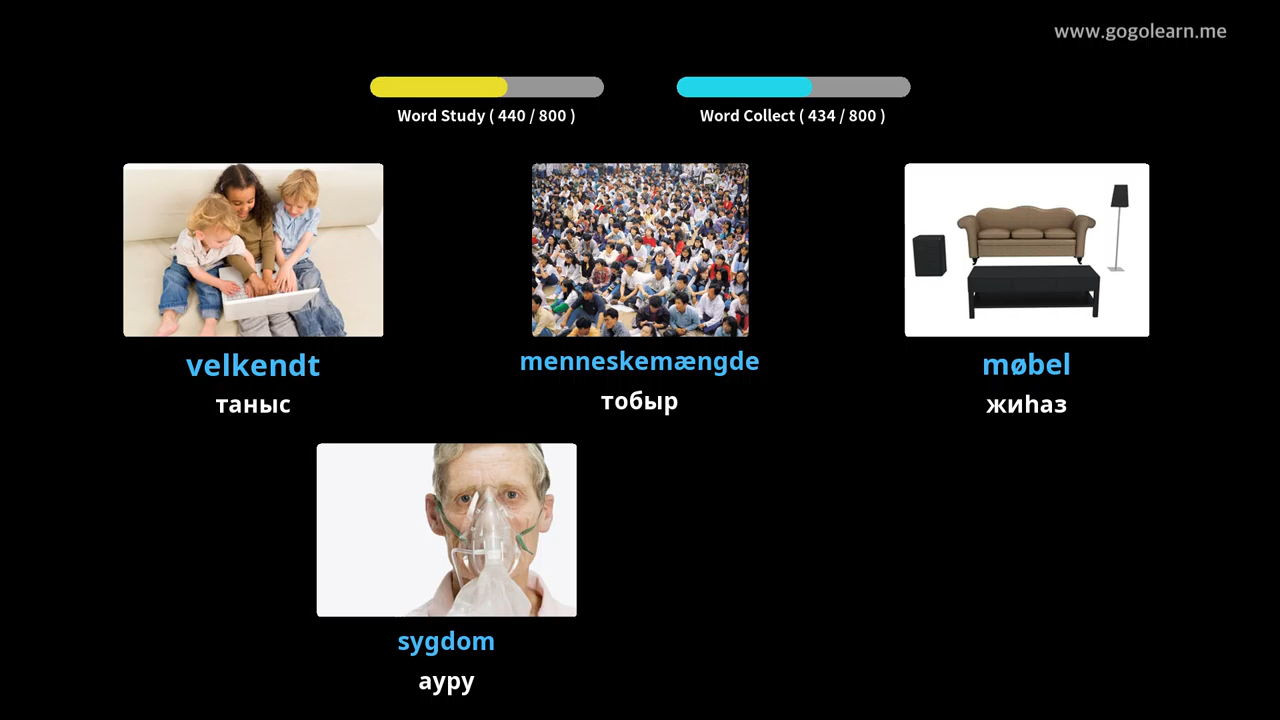 www.gogolearn.me
Word Study ( 440 / 800 )
Word Collect ( 434 / 800 )
velkendt
таныс
menneskemængde
тобыр
møbel
жиһаз
sygdom
ауру